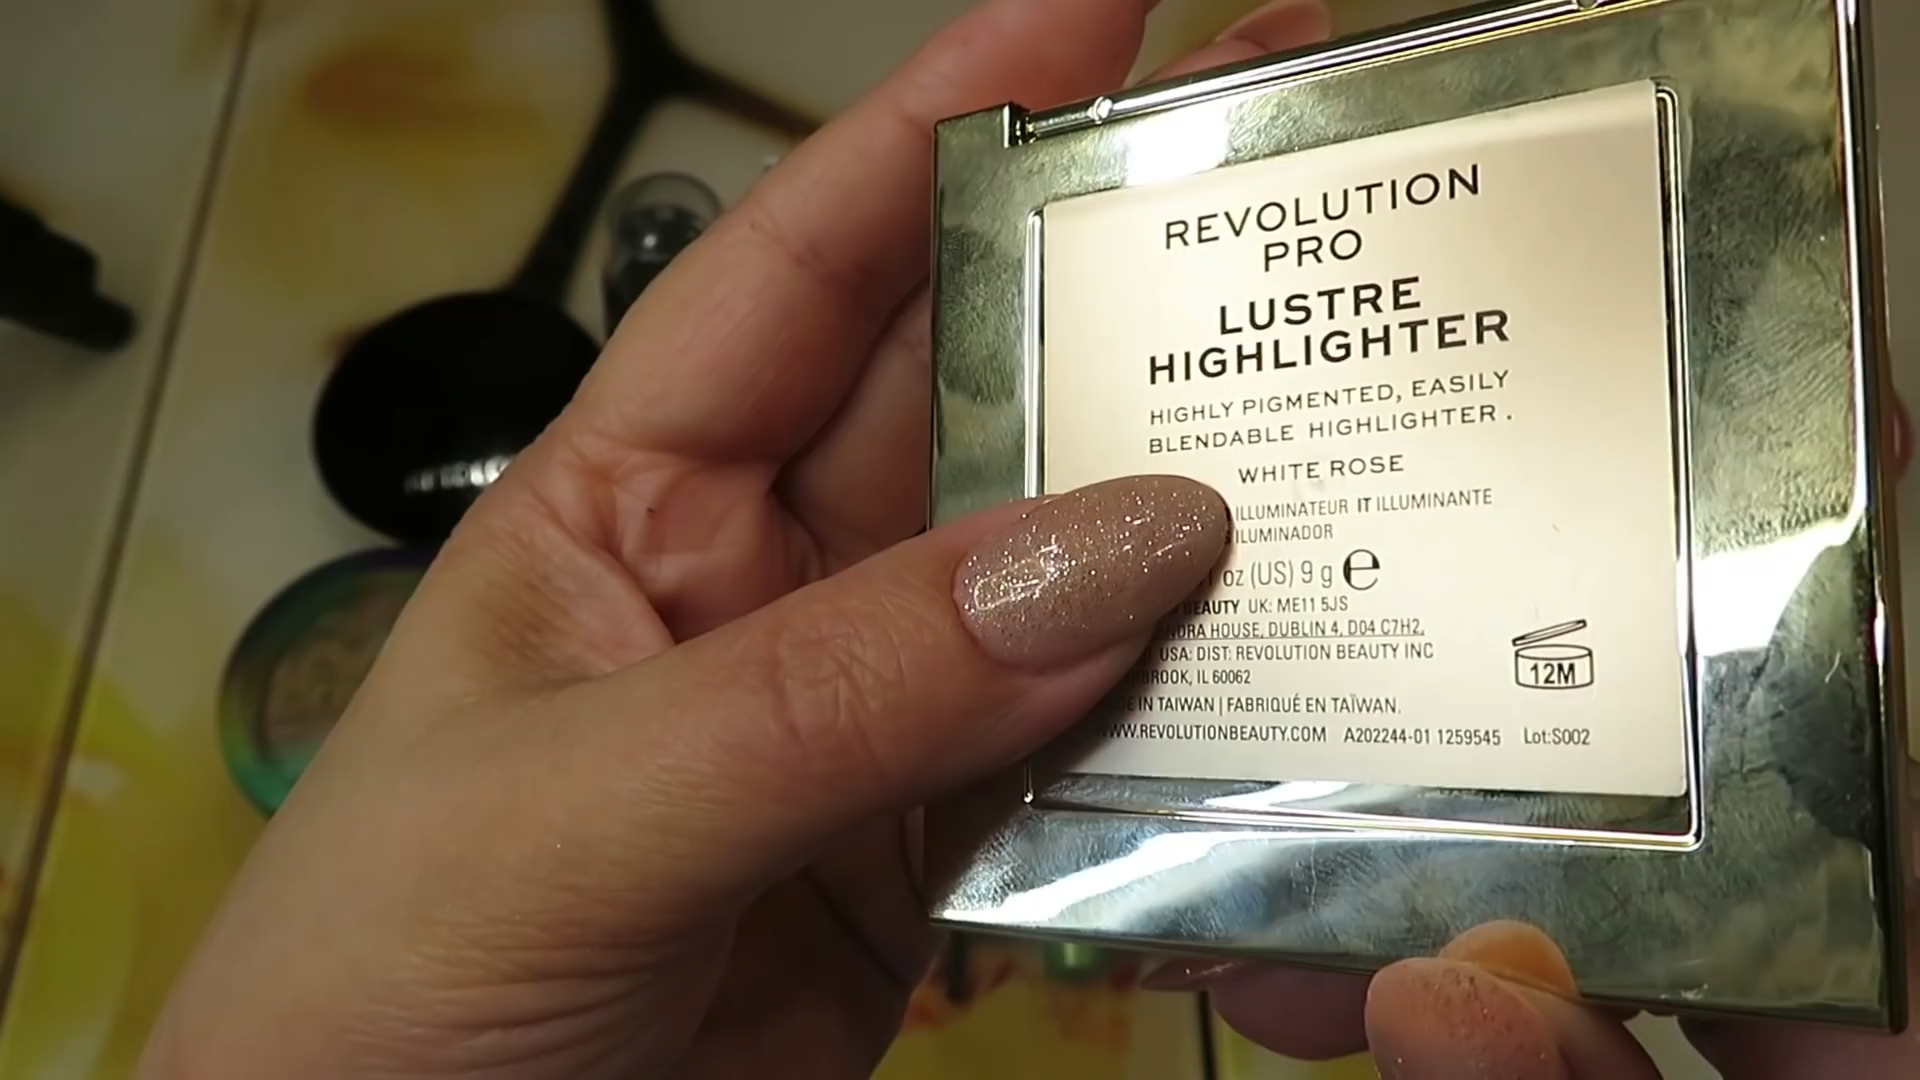 REVOLUTION
PRO
LUSTRE
HIGHLIGHTER
HIGHLY PIGMENTED, EASILY
BLENDABLE HIGHLIGHTER.
WHITE ROSE
ILLUMINATEUR IT ILLUMINANTE
ILUMINADOR
oz (US) 9 g e
BEAUTY UK: ME11 5JS
HOUSE, DUBLIN 4, D04 C7H2,
USA: DIST: REVOLUTION BEAUTY INC
IL 60062
12M
IN TAIWAN | FABRIQUÉ EN TAÏWAN.
WWW.REVOLUTIONBEAUTY.COM A202244-01 1259545 Lot:S002